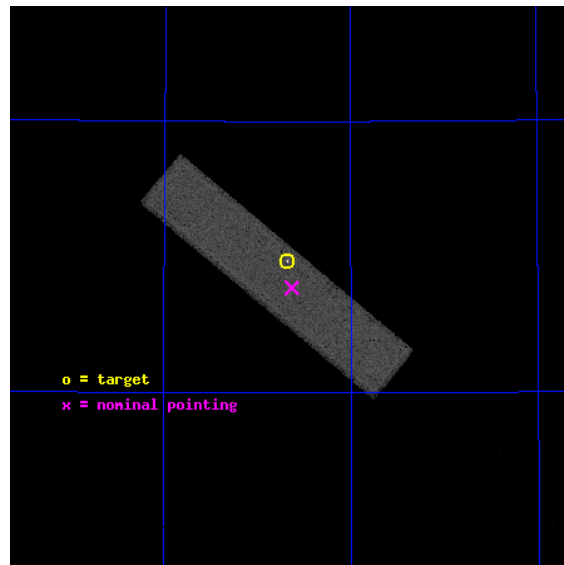 o = target
x = nominal pointing